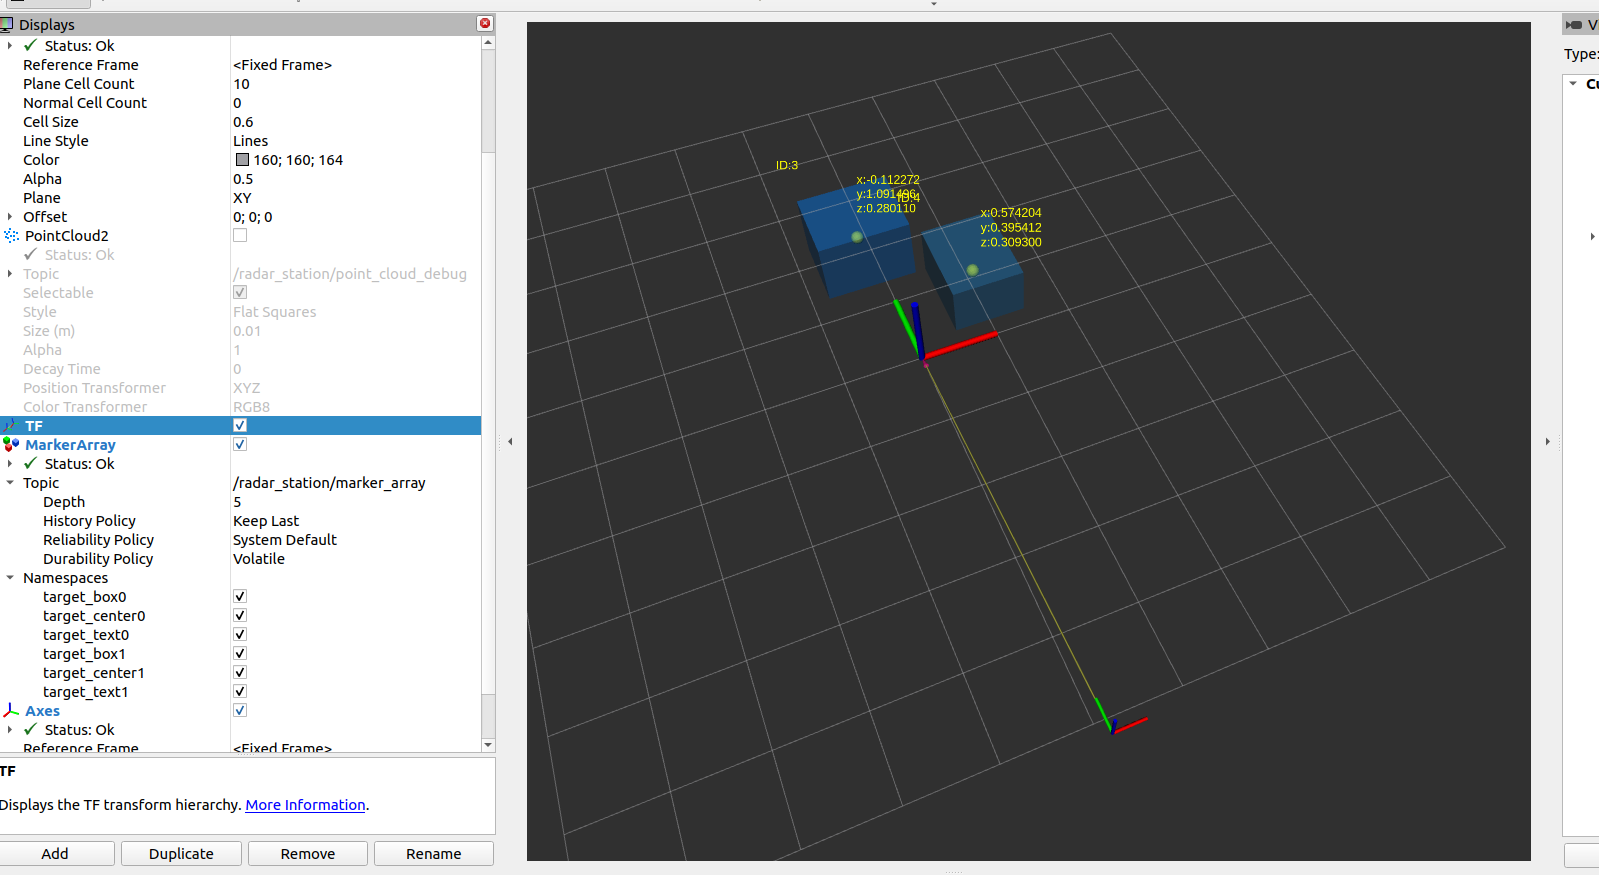 Displays
Status: Ok
Reference Frame <Fixed Frame>
Plane Cell Count 10
Normal Cell Count 0
Cell Size 0.6
Line Style Lines
Color 160; 160; 164
Alpha 0.5
Plane XY
Offset 0; 0; 0
PointCloud2
Status: Ok
Topic /radar_station/point_cloud_debug
Selectable
Style Flat Squares
Size (m) 0.01
Alpha 1
Decay Time 0
Position Transformer XYZ
Color Transformer RGB8
TF
MarkerArray
Status: Ok
Topic /radar_station/marker_array
Depth 5
History Policy Keep Last
Reliability Policy System Default
Durability Policy Volatile
Namespaces
target_box0
target_center0
target_text0
target_box1
target_center1
target_text1
Axes
Status: Ok
Reference Frame <Fixed Frame>
TF
Displays the TF transform hierarchy. More Information.
Add Duplicate Remove Rename
ID:3
x:-0.112272
y:1.091496
z:0.280110
ID:4
x:0.574204
y:0.395412
z:0.309300
Type: